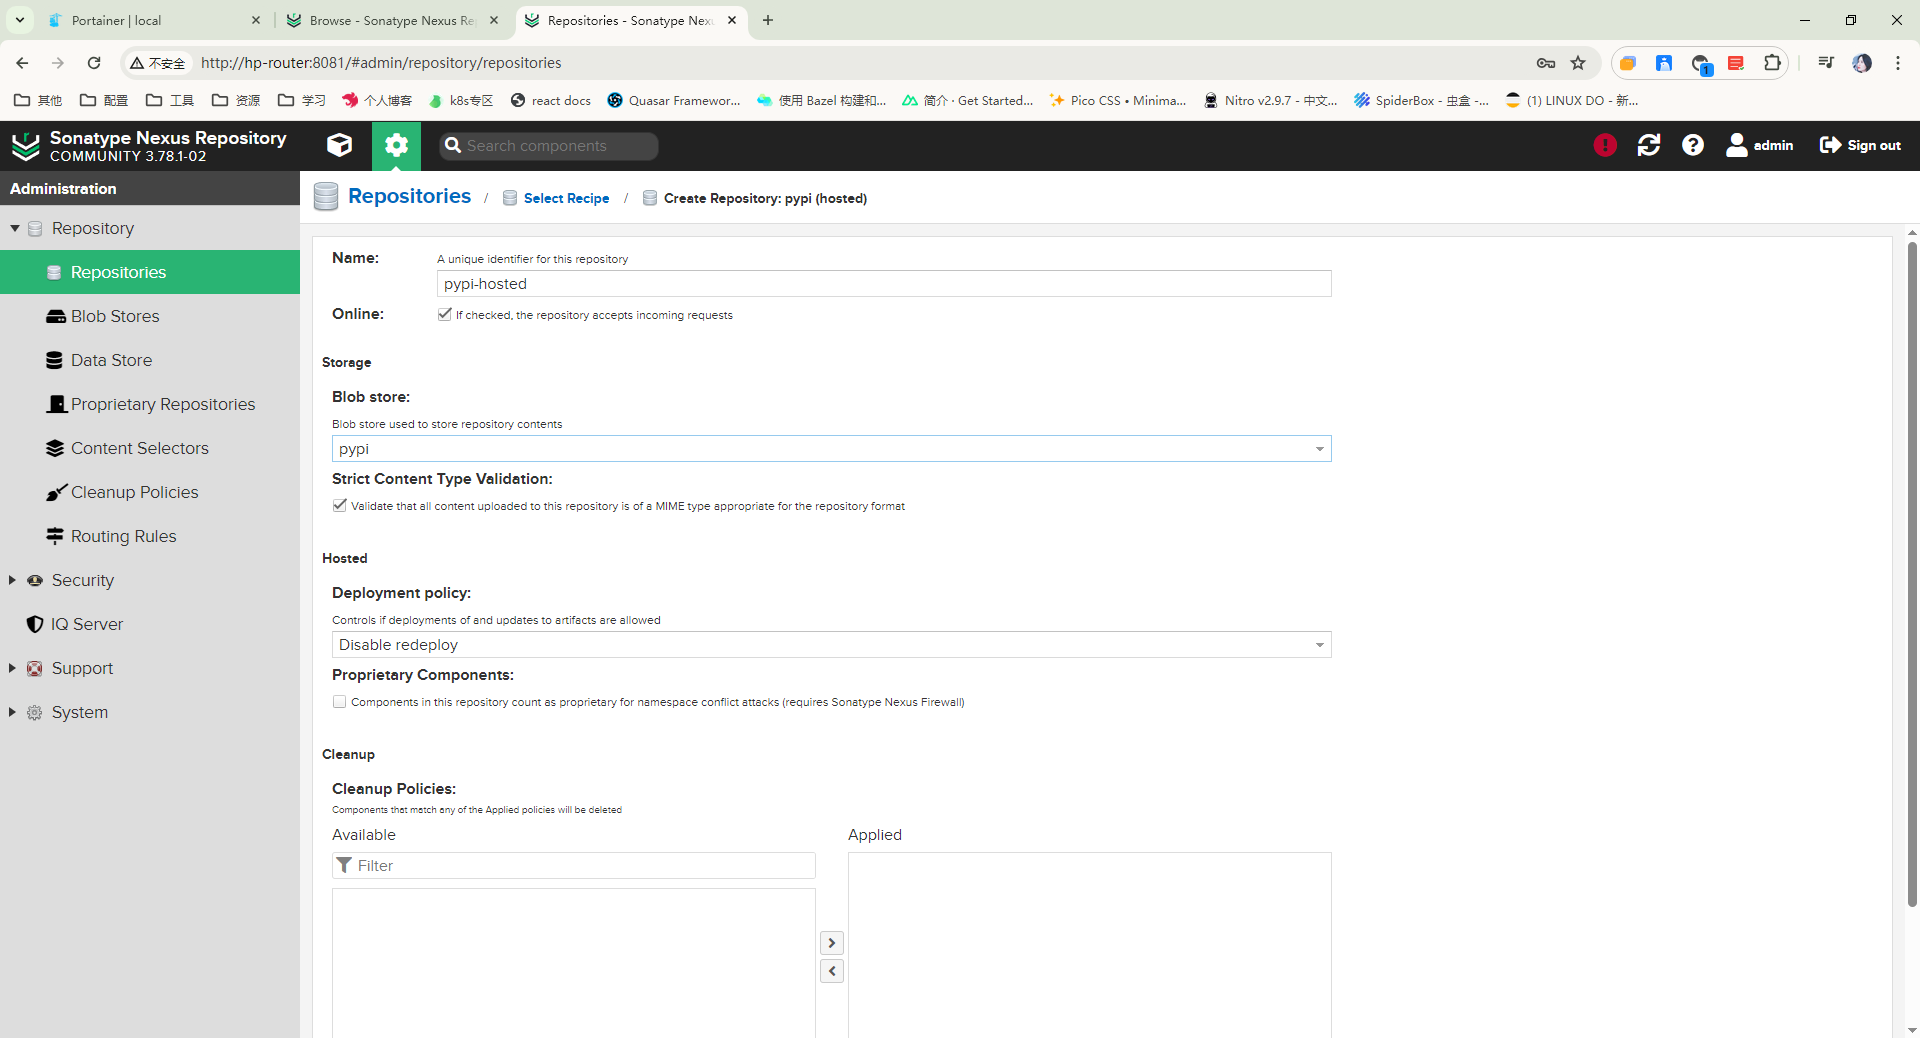 Portainer | local
Browse - Sonatype Nexus Re
Repositories - Sonatype Nexu
不安全
http://hp-router:8081/#admin/repository/repositories
1
其他
配置
工具
资源
学习
个人博客
k8s专区
react docs
Quasar Framewor...
使用 Bazel 构建和...
简介 · Get Started...
Pico CSS • Minima...
Nitro v2.9.7 - 中文...
SpiderBox - 虫盒 -...
(1) LINUX DO - 新...
Sonatype Nexus Repository
COMMUNITY 3.78.1-02
Search components
admin
Sign out
Administration
Repository
Repositories
Blob Stores
Data Store
Proprietary Repositories
Content Selectors
Cleanup Policies
Routing Rules
Security
IQ Server
Support
System
Repositories / Select Recipe / Create Repository: pypi (hosted)
Name:
A unique identifier for this repository
pypi-hosted
Online:
If checked, the repository accepts incoming requests
Storage
Blob store:
Blob store used to store repository contents
pypi
Strict Content Type Validation:
Validate that all content uploaded to this repository is of a MIME type appropriate for the repository format
Hosted
Deployment policy:
Controls if deployments of and updates to artifacts are allowed
Disable redeploy
Proprietary Components:
Components in this repository count as proprietary for namespace conflict attacks (requires Sonatype Nexus Firewall)
Cleanup
Cleanup Policies:
Components that match any of the Applied policies will be deleted
Available
Applied
Filter